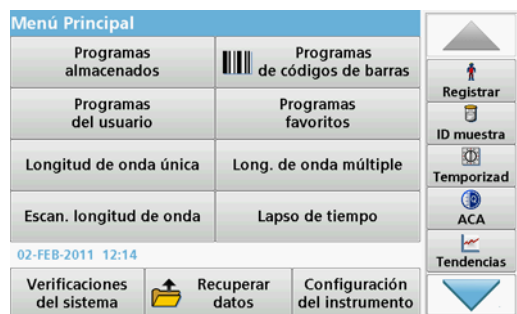 Menú Principal
Programas
almacenados
Programas
de códigos de barras
Programas
del usuario
Programas
favoritos
Longitud de onda única
Long. de onda múltiple
Escan. longitud de onda
Lapso de tiempo
02-FEB-2011 12:14
Verificaciones
del sistema
Recuperar
datos
Configuración
del instrumento
Registrar
ID muestra
Temporizad
ACA
Tendencias